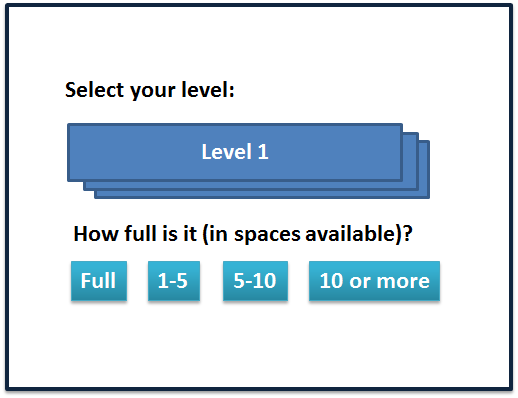 Select your level:
Level 1
How full is it (in spaces available)?
Full 1-5 5-10 10 or more